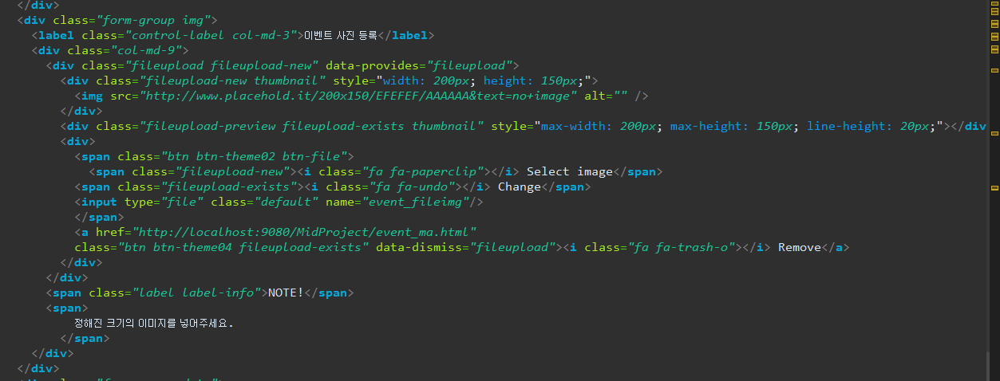 </div>
<div class="form-group img">
<label class="control-label col-md-3">이벤트 사진 등록</label>
<div class="col-md-9">
<div class="fileupload fileupload-new" data-provides="fileupload">
<div class="fileupload-new thumbnail" style="width: 200px; height: 150px;">
<img src="http://www.placehold.it/200x150/EFEFEF/AAAAAA&text=no+image" alt="" />
</div>
<div class="fileupload-preview fileupload-exists thumbnail" style="max-width: 200px; max-height: 150px; line-height: 20px;"></div
<div>
<span class="btn btn-theme02 btn-file">
<span class="fileupload-new"><i class="fa fa-paperclip"></i> Select image</span>
<span class="fileupload-exists"><i class="fa fa-undo"></i> Change</span>
<input type="file" class="default" name="event_fileimg"/>
</span>
<a href="http://localhost:9080/MidProject/event_ma.html"
class="btn btn-theme04 fileupload-exists" data-dismiss="fileupload"><i class="fa fa-trash-o"></i> Remove</a>
</div>
</div>
<span class="label label-info">NOTE!</span>
<span>
정해진 크기의 이미지를 넣어주세요.
</span>
</div>
</div>